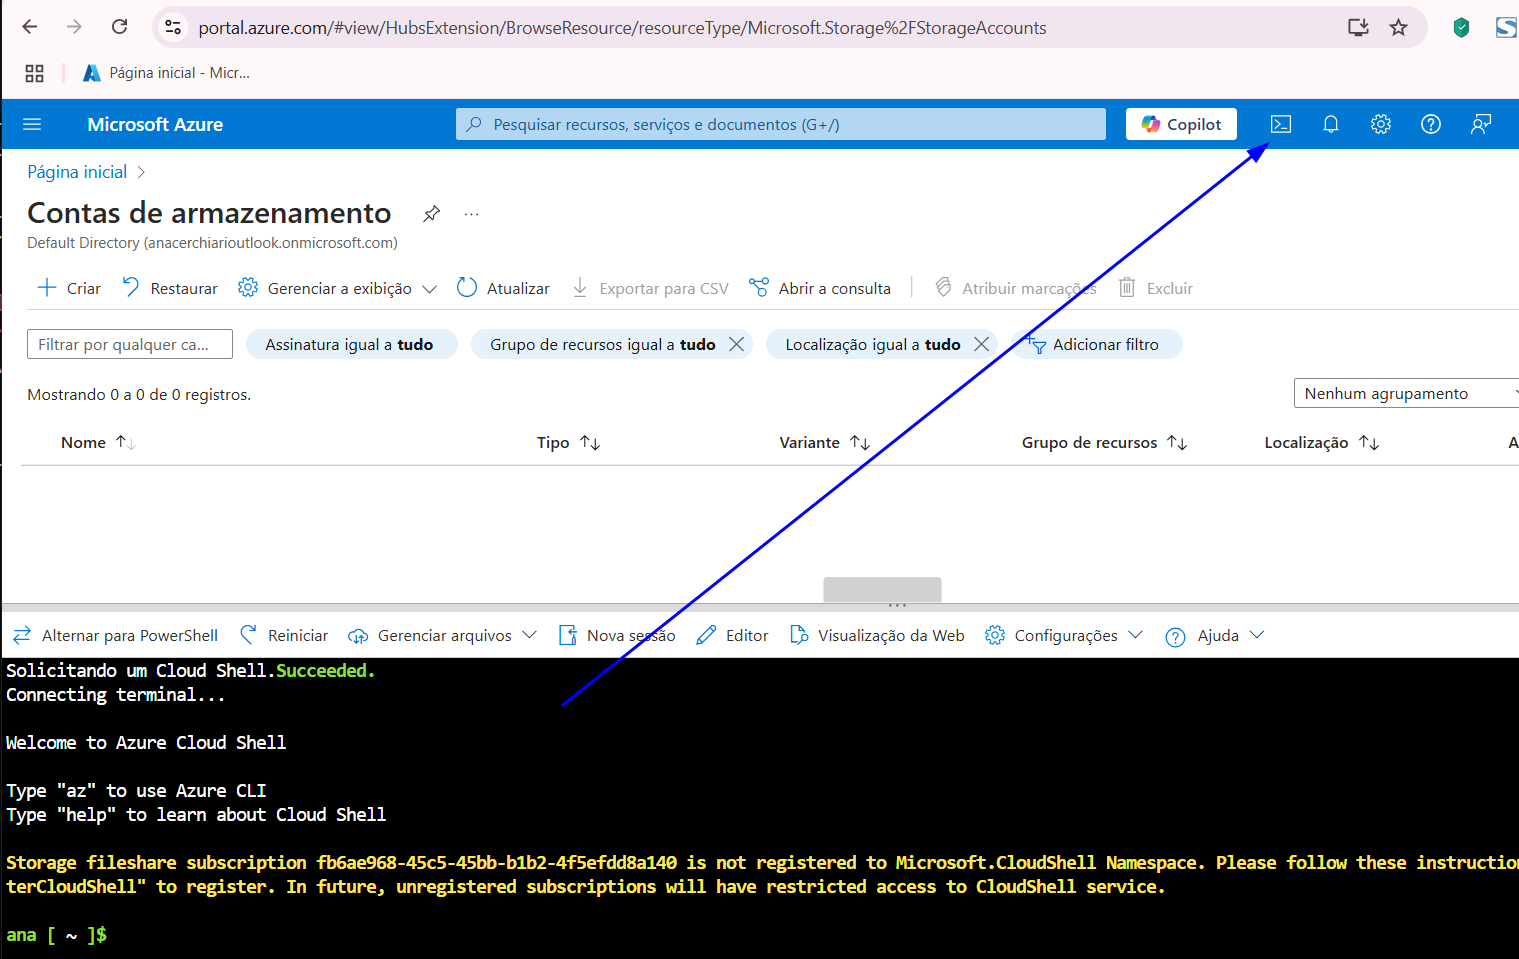 portal.azure.com/#view/HubsExtension/BrowseResource/resourceType/Microsoft.Storage%2FStorageAccounts
Página inicial - Micr...
Microsoft Azure
Pesquisar recursos, serviços e documentos (G+/)
Copilot
Página inicial
Contas de armazenamento
Default Directory (anacerchiarioutlook.onmicrosoft.com)
Criar Restaurar Gerenciar a exibição Atualizar Exportar para CSV Abrir a consulta Atribuir marcações Excluir
Filtrar por qualquer ca... Assinatura igual a tudo Grupo de recursos igual a tudo Localização igual a tudo Adicionar filtro
Mostrando 0 a 0 de 0 registros.
Nenhum agrupamento
Nome Tipo Variante Grupo de recursos Localização A
Alternar para PowerShell Reiniciar Gerenciar arquivos Nova sessão Editor Visualização da Web Configurações Ajuda
Solicitando um Cloud Shell.Succeeded.
Connecting terminal...
Welcome to Azure Cloud Shell
Type "az" to use Azure CLI
Type "help" to learn about Cloud Shell
Storage fileshare subscription fb6ae968-45c5-45bb-b1b2-4f5efdd8a140 is not registered to Microsoft.CloudShell Namespace. Please follow these instructio
terCloudShell" to register. In future, unregistered subscriptions will have restricted access to CloudShell service.
ana [ ~ ]$